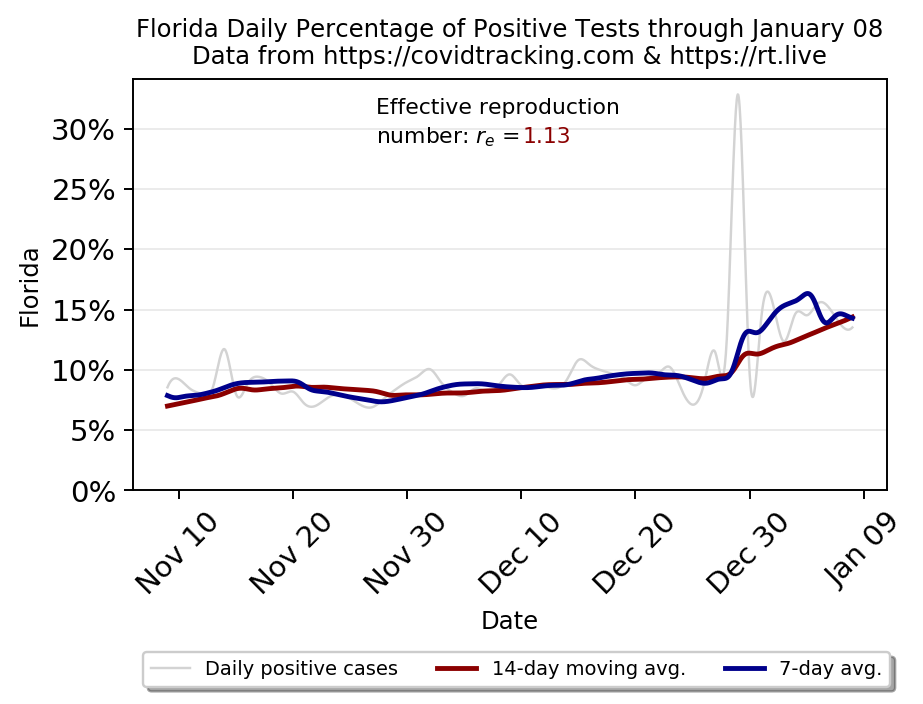 Florida Daily Percentage of Positive Tests through January 08
Data from https://covidtracking.com & https://rt.live
Effective reproduction
number: rₑ =1.13
30%
25%
20%
15%
10%
5%
0%
Florida
Nov 10
Nov 20
Nov 30
Dec 10
Dec 20
Dec 30
Jan 09
Date
Daily positive cases
14-day moving avg.
7-day avg.